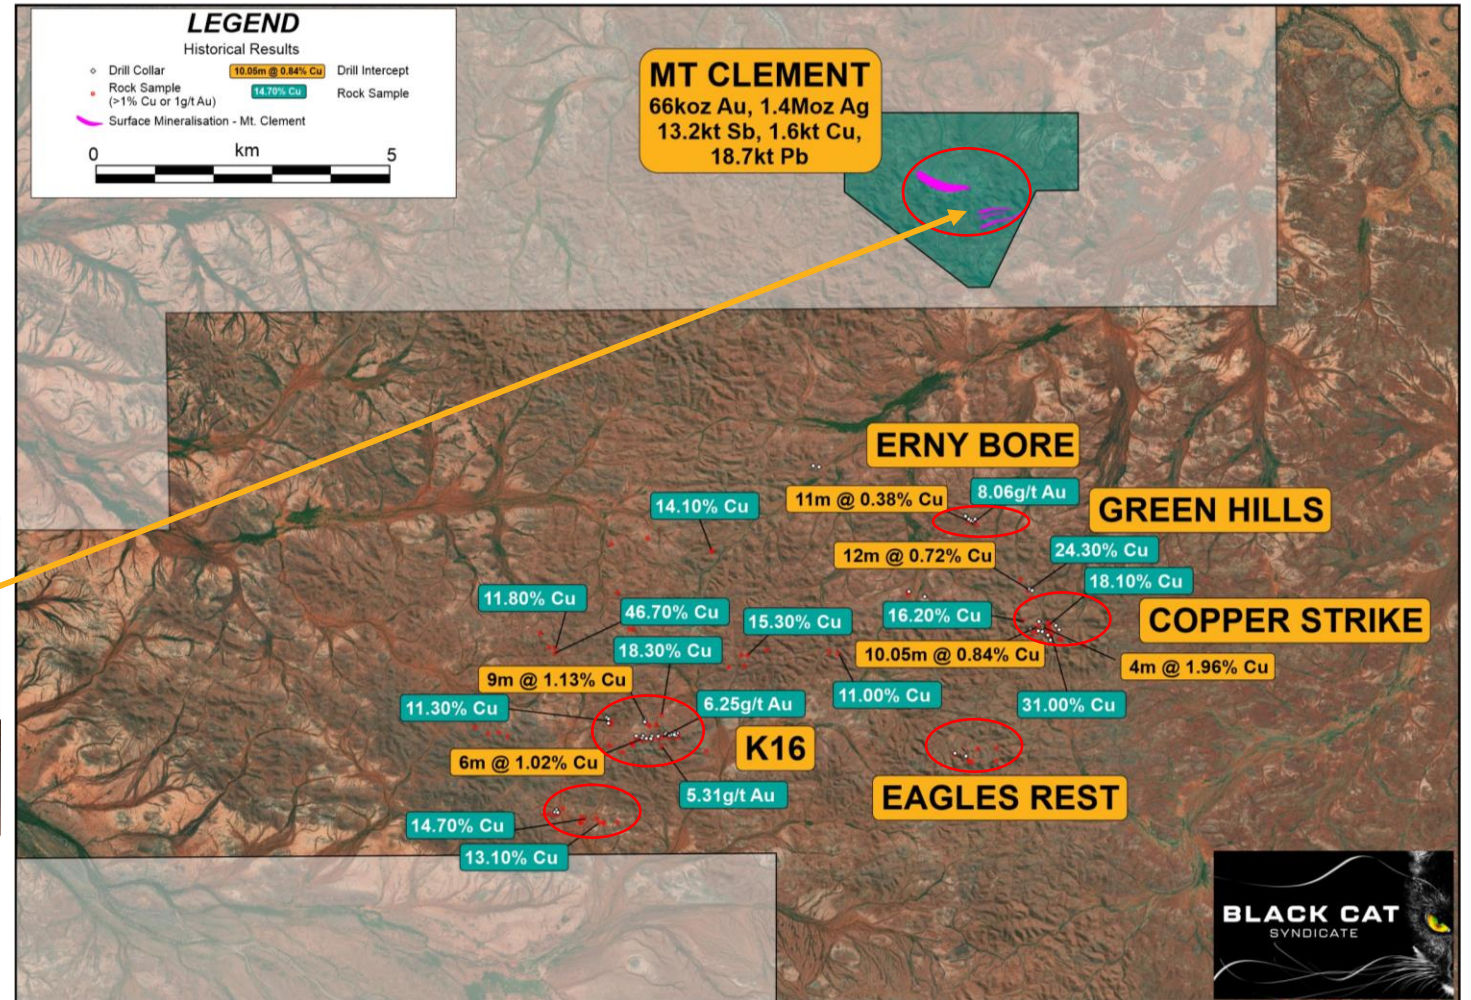 LEGEND
Historical Results
Drill Collar
10.05m @ 0.84% Cu
Drill Intercept
Rock Sample
(>1% Cu or 1g/t Au)
14.70% Cu
Rock Sample
Surface Mineralisation - Mt. Clement
0 km 5
MT CLEMENT
66koz Au, 1.4Moz Ag
13.2kt Sb, 1.6kt Cu,
18.7kt Pb
ERNY BORE
11m @ 0.38% Cu
8.06g/t Au
14.10% Cu
GREEN HILLS
12m @ 0.72% Cu
24.30% Cu
18.10% Cu
11.80% Cu
46.70% Cu
15.30% Cu
16.20% Cu
COPPER STRIKE
18.30% Cu
10.05m @ 0.84% Cu
4m @ 1.96% Cu
9m @ 1.13% Cu
11.30% Cu
6.25g/t Au
11.00% Cu
31.00% Cu
K16
6m @ 1.02% Cu
5.31g/t Au
EAGLES REST
14.70% Cu
13.10% Cu
BLACK CAT
SYNDICATE